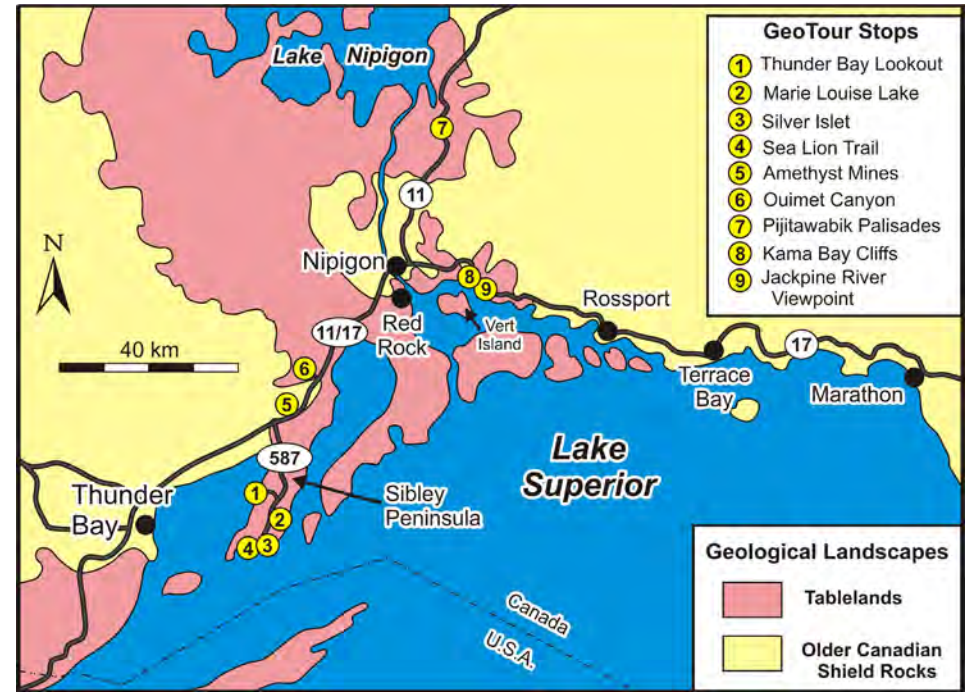 Lake Nipigon
GeoTour Stops
1 Thunder Bay Lookout
2 Marie Louise Lake
3 Silver Islet
4 Sea Lion Trail
5 Amethyst Mines
6 Ouimet Canyon
7 Pijitawabik Palisades
8 Kama Bay Cliffs
9 Jackpine River
Viewpoint
7
11
N
Nipigon
8
9
Rossport
Red
Rock
Vert
Island
11/17
40 km
17
6
Terrace
Bay
Marathon
5
587
Lake
Superior
Thunder
Bay
1
Sibley
Peninsula
2
4
3
Canada
U.S.A.
Geological Landscapes
Tablelands
Older Canadian
Shield Rocks